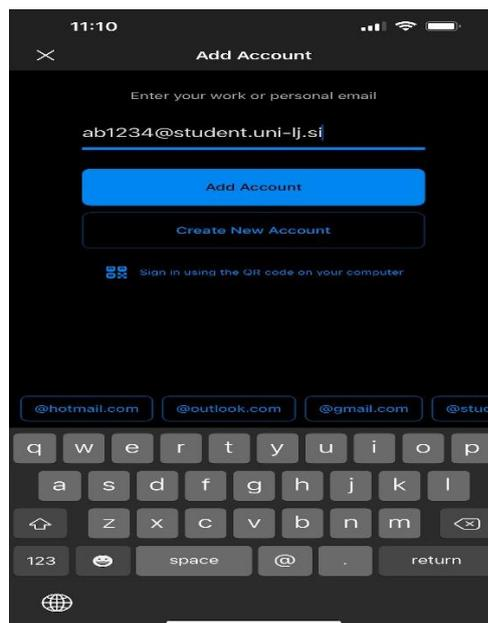 11:10
Add Account
Enter your work or personal email
ab1234@student.uni-lj.si
Add Account
Create New Account
Sign in using the QR code on your computer
@hotmail.com @outlook.com @gmail.com @stud
q w e r t y u i o p
a s d f g h j k l
z x c v b n m
123 space @ . return